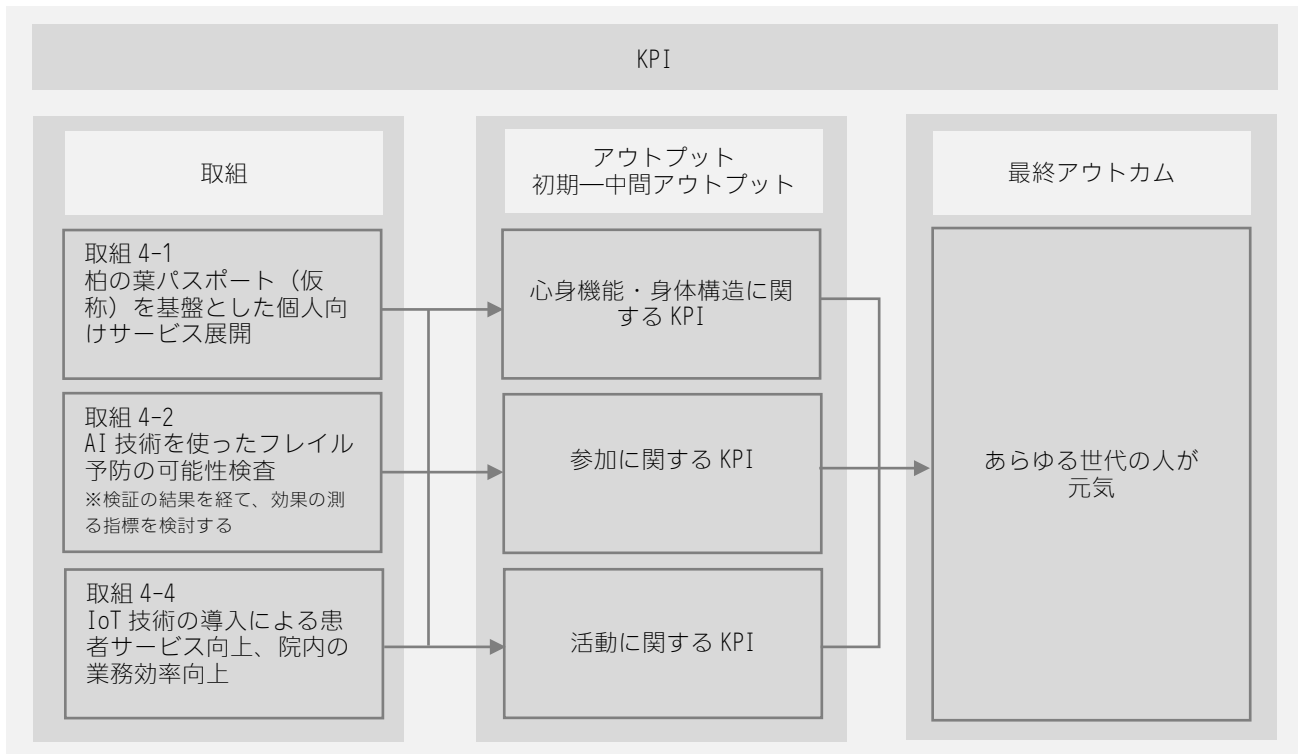 KPI
取組
取組 4-1
柏の葉パスポート（仮
称）を基盤とした個人向
けサービス展開
取組 4-2
AI 技術を使ったフレイル
予防の可能性検査
※検証の結果を経て、効果の測
る指標を検討する
取組 4-4
IoT 技術の導入による患
者サービス向上、院内の
業務効率向上
アウトプット
初期―中間アウトプット
心身機能・身体構造に関
する KPI
参加に関する KPI
活動に関する KPI
最終アウトカム
あらゆる世代の人が
元気